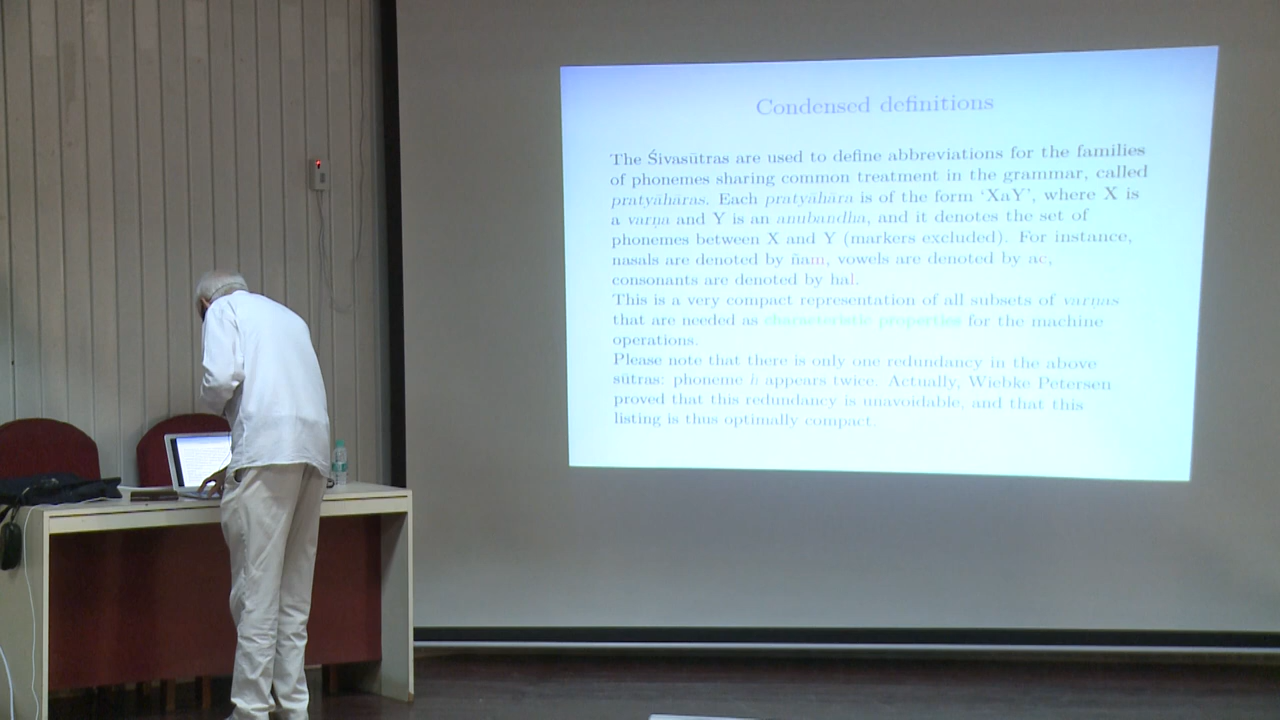 Condensed definitions
The Śivasūtras are used to define abbreviations for the families
of phonemes sharing common treatment in the grammar, called
pratyāhāras. Each pratyāhāra is of the form ‘XaY’, where X is
a varṇa and Y is an anubandha, and it denotes the set of
phonemes between X and Y (markers excluded). For instance,
nasals are denoted by ñam, vowels are denoted by ac,
consonants are denoted by hal.
This is a very compact representation of all subsets of varṇas
that are needed as characteristic properties for the machine
operations.
Please note that there is only one redundancy in the above
sūtras: phoneme h appears twice. Actually, Wiebke Petersen
proved that this redundancy is unavoidable, and that this
listing is thus optimally compact.